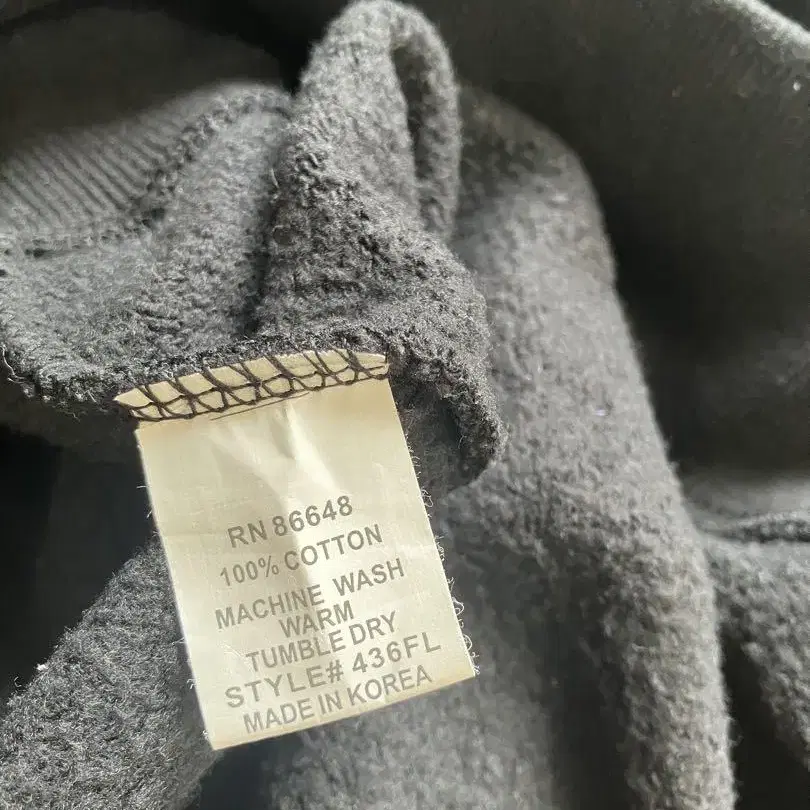 RN 86648
100% COTTON
MACHINE WASH
WARM
TUMBLE DRY
STYLE# 436FL
MADE IN KOREA